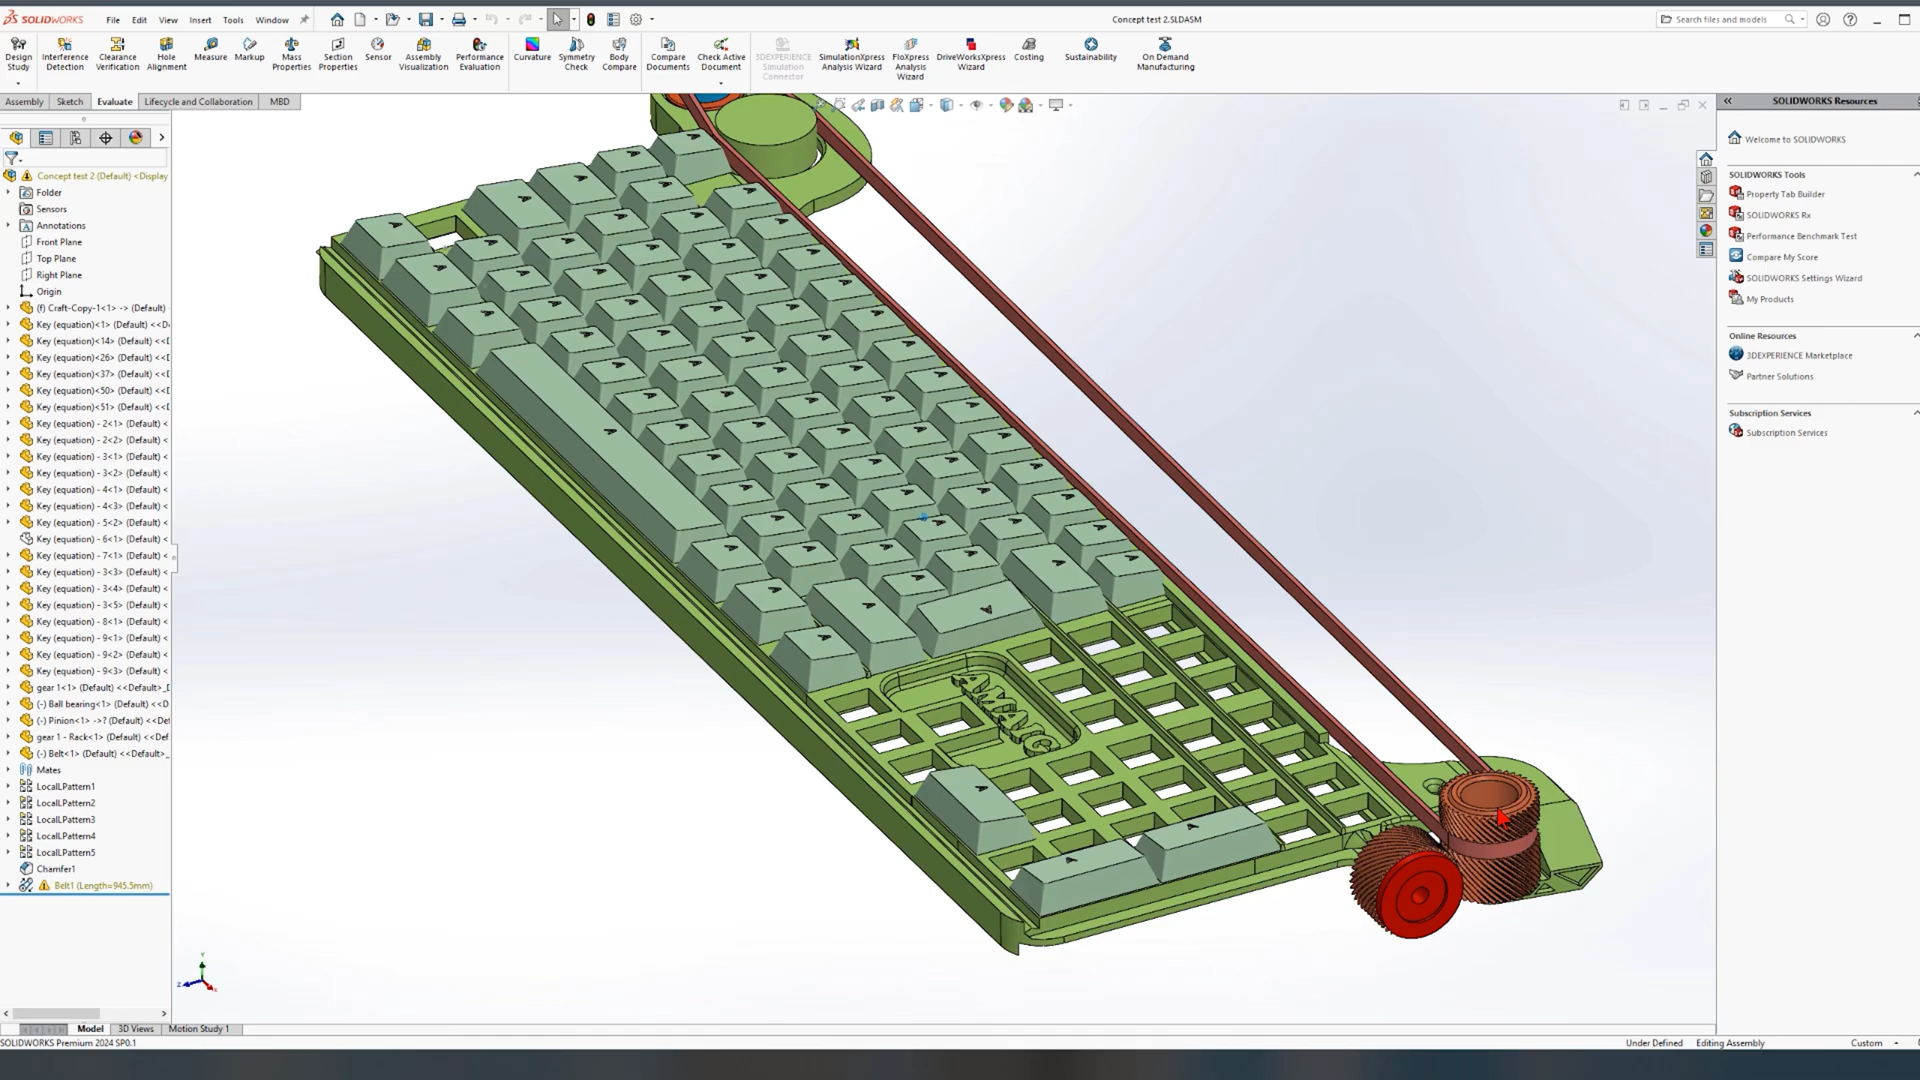 SOLIDWORKS
File Edit View Insert Tools Window
Concept test 2.SLDASM
Search files and models
Design Study
Interference Detection
Clearance Verification
Hole Alignment
Measure
Markup
Mass Properties
Section Properties
Sensor
Assembly Visualization
Performance Evaluation
Curvature
Symmetry Check
Body Compare
Compare Documents
Check Active Document
3DEXPERIENCE Simulation Connector
SimulationXpress Analysis Wizard
FloXpress Analysis Wizard
DriveWorksXpress Wizard
Costing
Sustainability
On Demand Manufacturing
Assembly Sketch Evaluate Lifecycle and Collaboration MBD
Concept test 2 (Default) <Display
Folder
Sensors
Annotations
Front Plane
Top Plane
Right Plane
Origin
(f) Craft-Copy-1<1> -> (Default)
Key (equation)<1> (Default) <<D
Key (equation)<14> (Default) <<D
Key (equation)<26> (Default) <<D
Key (equation)<37> (Default) <<D
Key (equation)<50> (Default) <<D
Key (equation)<51> (Default) <<D
Key (equation) - 2<1> (Default) <
Key (equation) - 2<2> (Default) <
Key (equation) - 3<1> (Default) <
Key (equation) - 3<2> (Default) <
Key (equation) - 4<1> (Default) <
Key (equation) - 4<3> (Default) <
Key (equation) - 5<2> (Default) <
Key (equation) - 6<1> (Default) <
Key (equation) - 7<1> (Default) <
Key (equation) - 3<3> (Default) <
Key (equation) - 3<4> (Default) <
Key (equation) - 3<5> (Default) <
Key (equation) - 8<1> (Default) <
Key (equation) - 9<1> (Default) <
Key (equation) - 9<2> (Default) <
Key (equation) - 9<3> (Default) <
gear 1<1> (Default) <<Default>_D
(-) Ball bearing<1> (Default) <<D
(-) Pinion<1> ->? (Default) <<Def
gear 1 - Rack<1> (Default) <<Def
(-) Belt<1> (Default) <<Default>_
Mates
LocalLPattern1
LocalLPattern2
LocalLPattern3
LocalLPattern4
LocalLPattern5
Chamfer1
Belt1 (Length=945.5mm)
SOLIDWORKS Resources
Welcome to SOLIDWORKS
SOLIDWORKS Tools
Property Tab Builder
SOLIDWORKS Rx
Performance Benchmark Test
Compare My Score
SOLIDWORKS Settings Wizard
My Products
Online Resources
3DEXPERIENCE Marketplace
Partner Solutions
Subscription Services
Subscription Services
Model 3D Views Motion Study 1
SOLIDWORKS Premium 2024 SP0.1
Under Defined Editing Assembly Custom